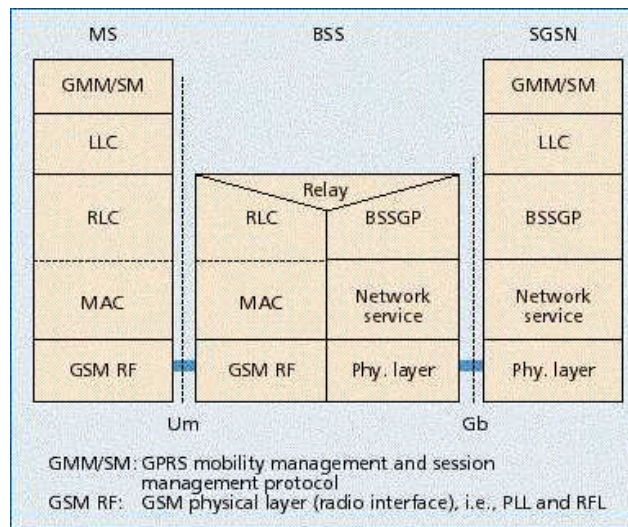 MS BSS SGSN
GMM/SM GMM/SM
LLC LLC
Relay
RLC RLC BSSGP BSSGP
MAC MAC Network service Network service
GSM RF GSM RF Phy. layer Phy. layer
Um Gb
GMM/SM: GPRS mobility management and session
management protocol
GSM RF: GSM physical layer (radio interface), i.e., PLL and RFL